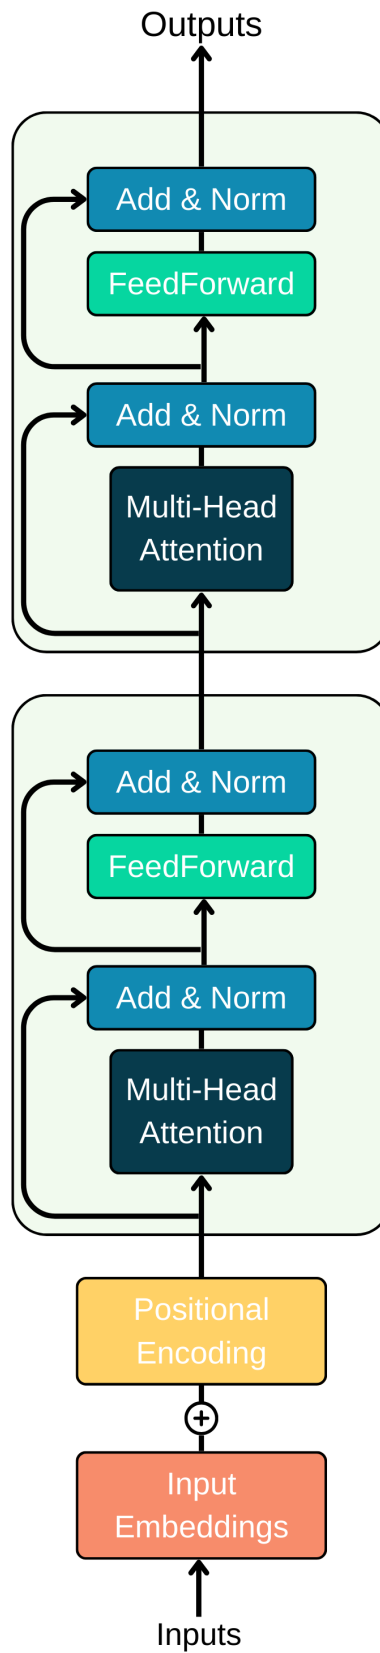 Outputs
Add & Norm
FeedForward
Add & Norm
Multi-Head
Attention
Add & Norm
FeedForward
Add & Norm
Multi-Head
Attention
Positional
Encoding
+
Input
Embeddings
Inputs